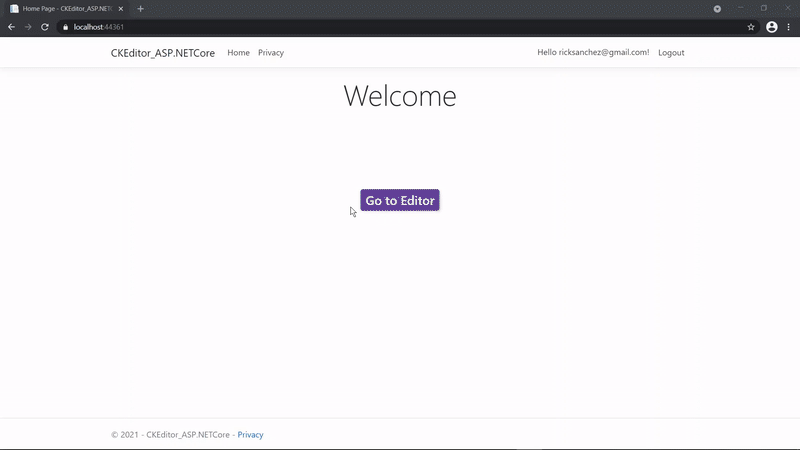 Home Page - CKEditor_ASP.NETC
localhost:44361
CKEditor_ASP.NETCore Home Privacy Hello ricksanchez@gmail.com! Logout
Welcome
Go to Editor
© 2021 - CKEditor_ASP.NETCore - Privacy